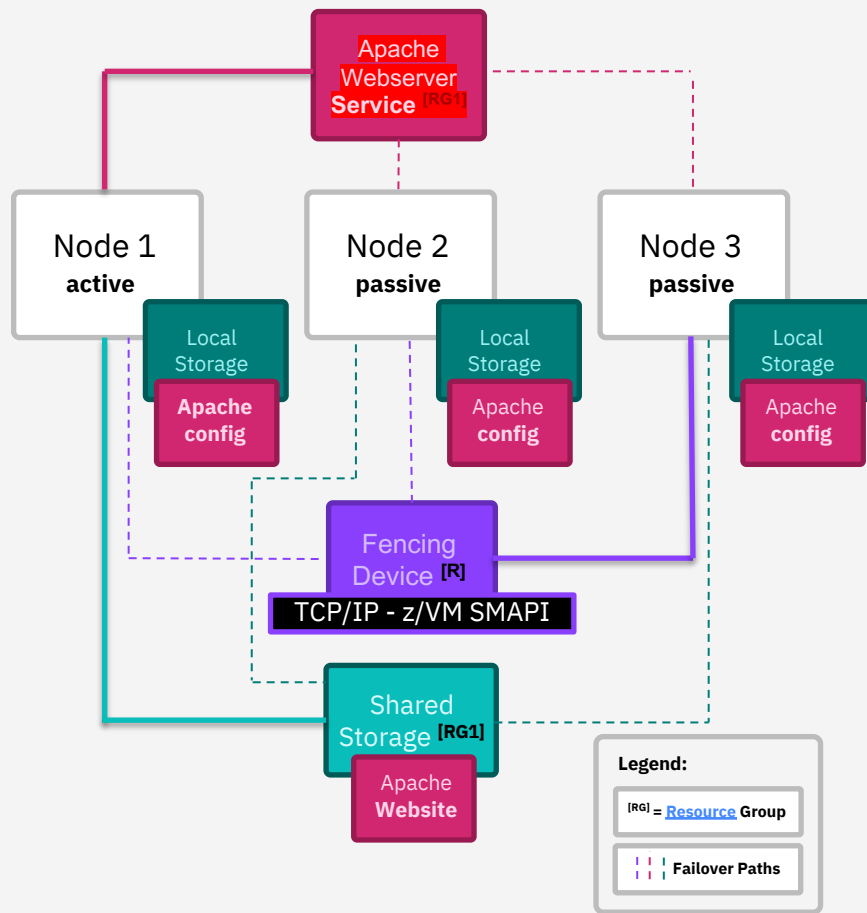 Apache
Webserver
Service [RG1]
Node 1
active
Node 2
passive
Node 3
passive
Local
Storage
Apache
config
Local
Storage
Apache
config
Local
Storage
Apache
config
Fencing
Device [R]
TCP/IP - z/VM SMAPI
Shared
Storage [RG1]
Apache
Website
Legend:
[RG] = Resource Group
Failover Paths